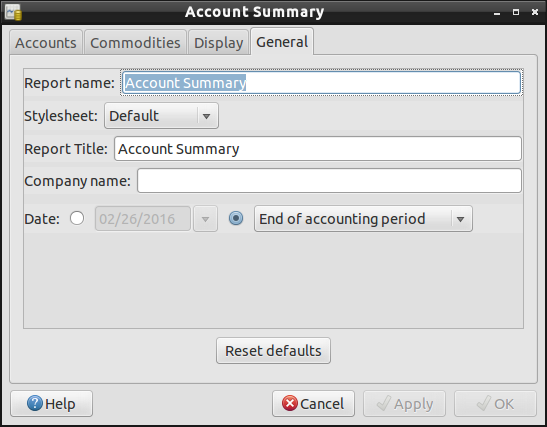 Account Summary
Accounts Commodities Display General
Report name: Account Summary
Stylesheet: Default
Report Title: Account Summary
Company name:
Date: 02/26/2016 End of accounting period
Reset defaults
Help Cancel Apply OK